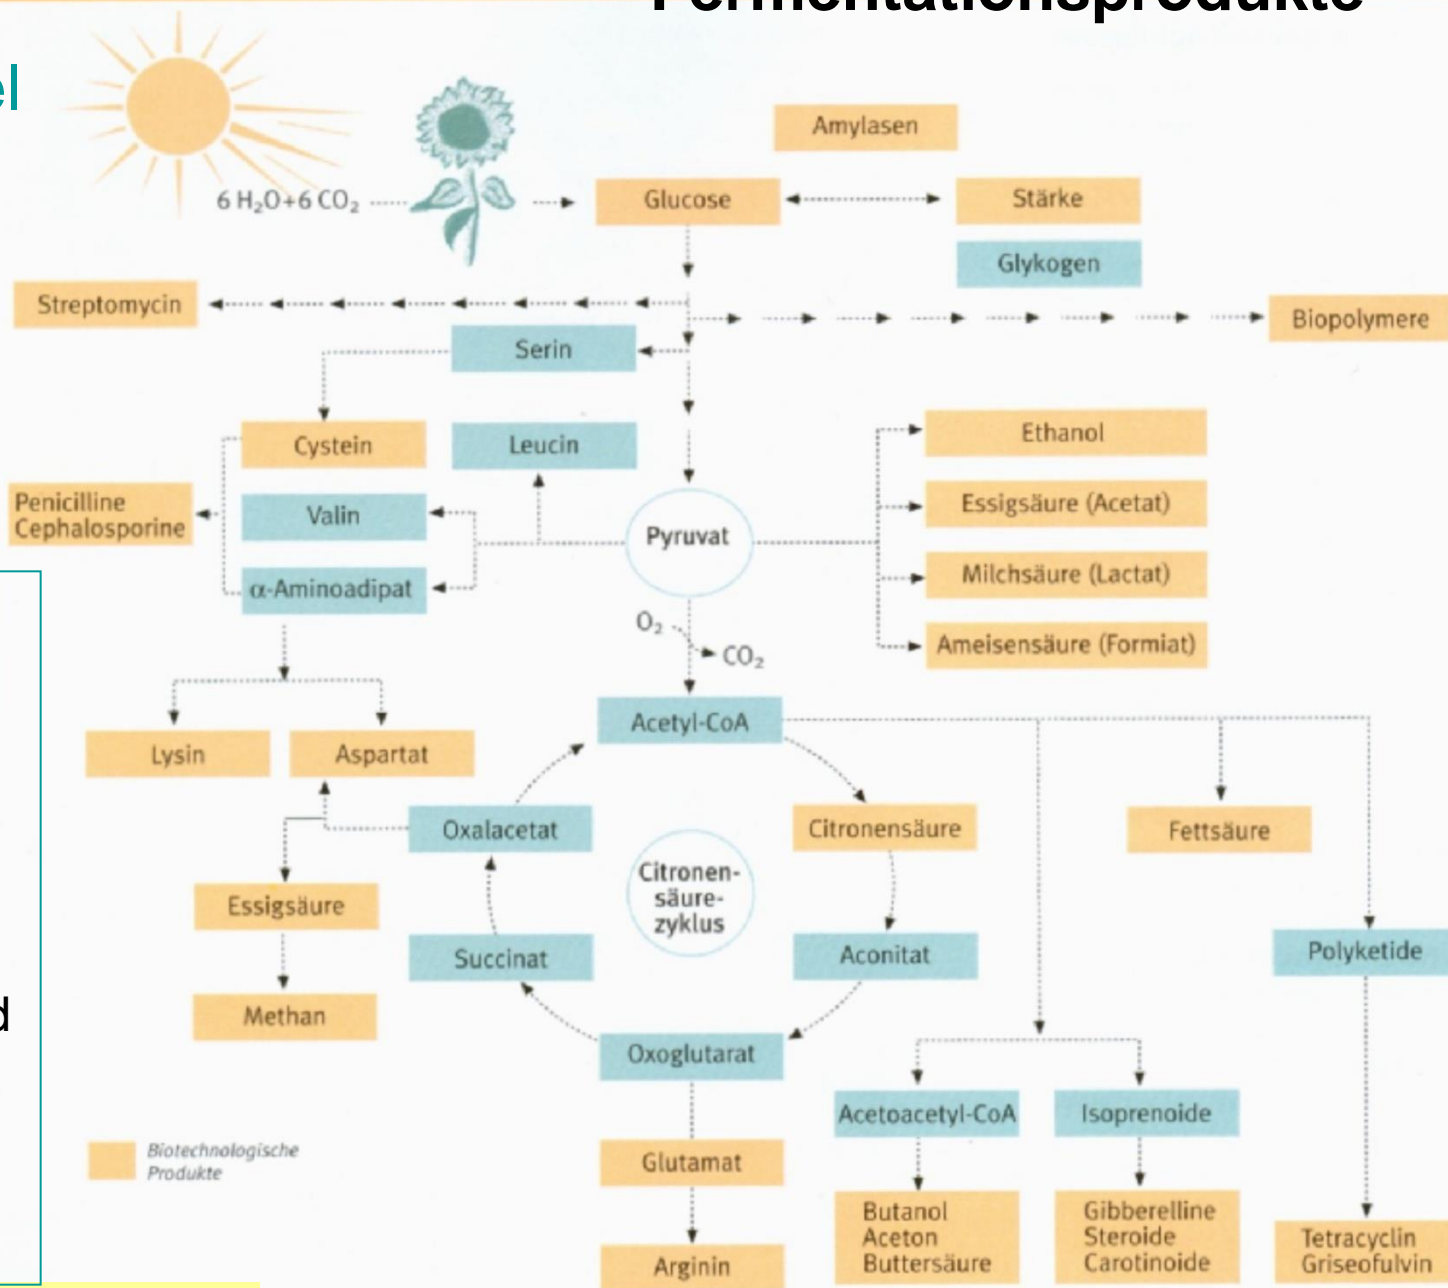 Fermentationsprodukte
el
Amylasen
6 H₂O+6 CO₂
Glucose
Stärke
Glykogen
Streptomycin
Biopolymere
Serin
Cystein
Leucin
Ethanol
Penicilline
Cephalosporine
Valin
Essigsäure (Acetat)
Pyruvat
α-Aminoadipat
Milchsäure (Lactat)
O₂
CO₂
Ameisensäure (Formiat)
Acetyl-CoA
Lysin
Aspartat
Oxalacetat
Citronensäure
Fettsäure
Citronen-
säure-
zyklus
Essigsäure
Succinat
Aconitat
Polyketide
d
Methan
Oxoglutarat
Acetoacetyl-CoA
Isoprenoide
Biotechnologische
Produkte
Glutamat
Butanol
Aceton
Buttersäure
Gibberelline
Steroide
Carotinoide
Tetracyclin
Griseofulvin
Arginin